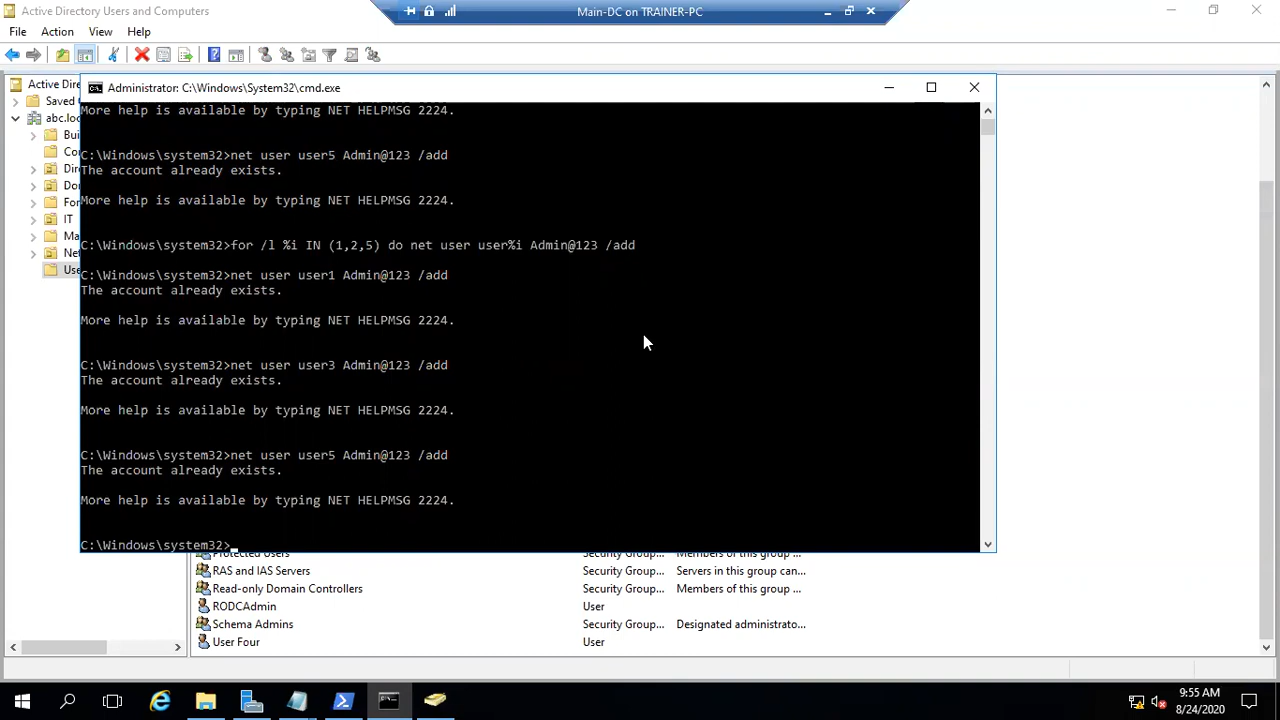 Active Directory Users and Computers
Main-DC on TRAINER-PC
File Action View Help
Active Direc
Saved
abc.loc
Bui
Co
Dire
Do
For
IT
Ma
Net
Use
Administrator: C:\Windows\System32\cmd.exe
More help is available by typing NET HELPMSG 2224.
C:\Windows\system32>net user user5 Admin@123 /add
The account already exists.
More help is available by typing NET HELPMSG 2224.
C:\Windows\system32>for /l %i IN (1,2,5) do net user user%i Admin@123 /add
C:\Windows\system32>net user user1 Admin@123 /add
The account already exists.
More help is available by typing NET HELPMSG 2224.
C:\Windows\system32>net user user3 Admin@123 /add
The account already exists.
More help is available by typing NET HELPMSG 2224.
C:\Windows\system32>net user user5 Admin@123 /add
The account already exists.
More help is available by typing NET HELPMSG 2224.
C:\Windows\system32>
Protected Users Security Group... Members of this group ...
RAS and IAS Servers Security Group... Servers in this group can...
Read-only Domain Controllers Security Group... Members of this group ...
RODCAdmin User
Schema Admins Security Group... Designated administrato...
User Four User
9:55 AM
8/24/2020